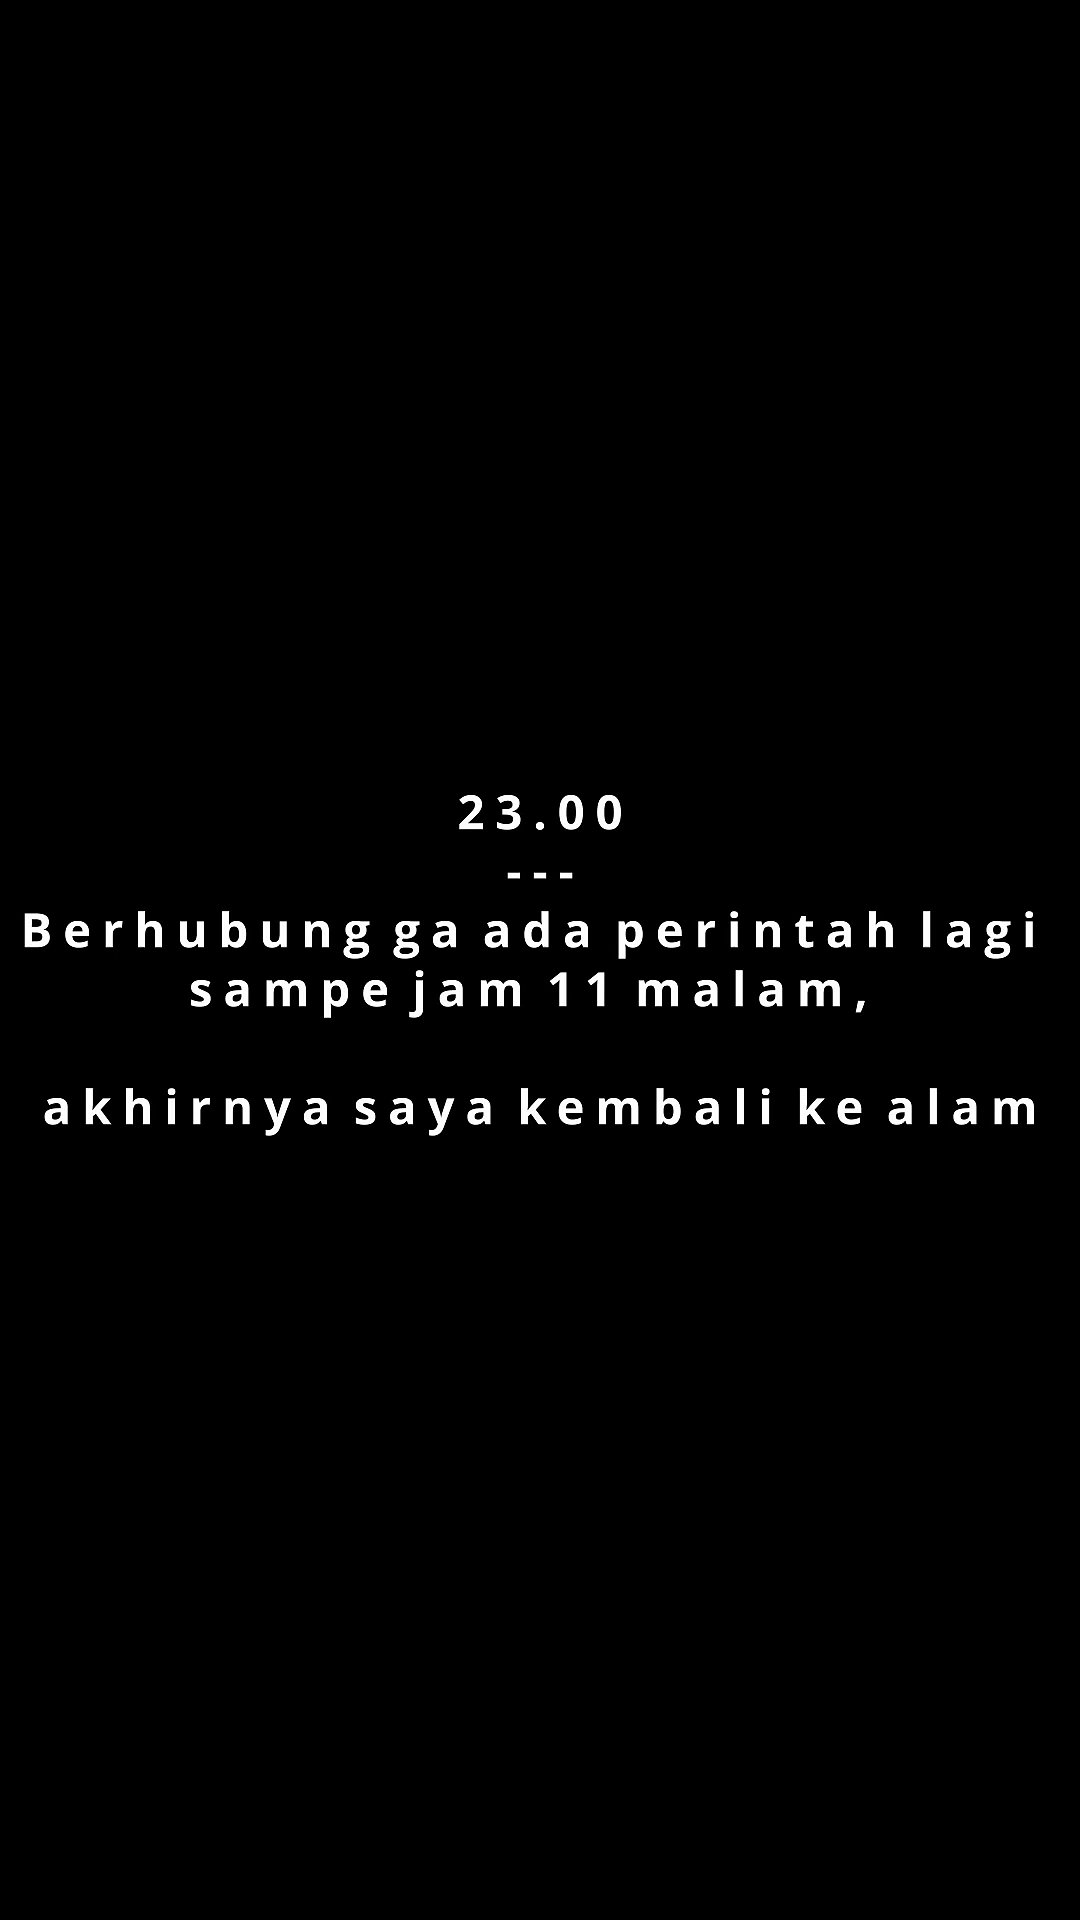 23.00
---
Berhubung ga ada perintah lagi
sampe jam 11 malam,
akhirnya saya kembali ke alam